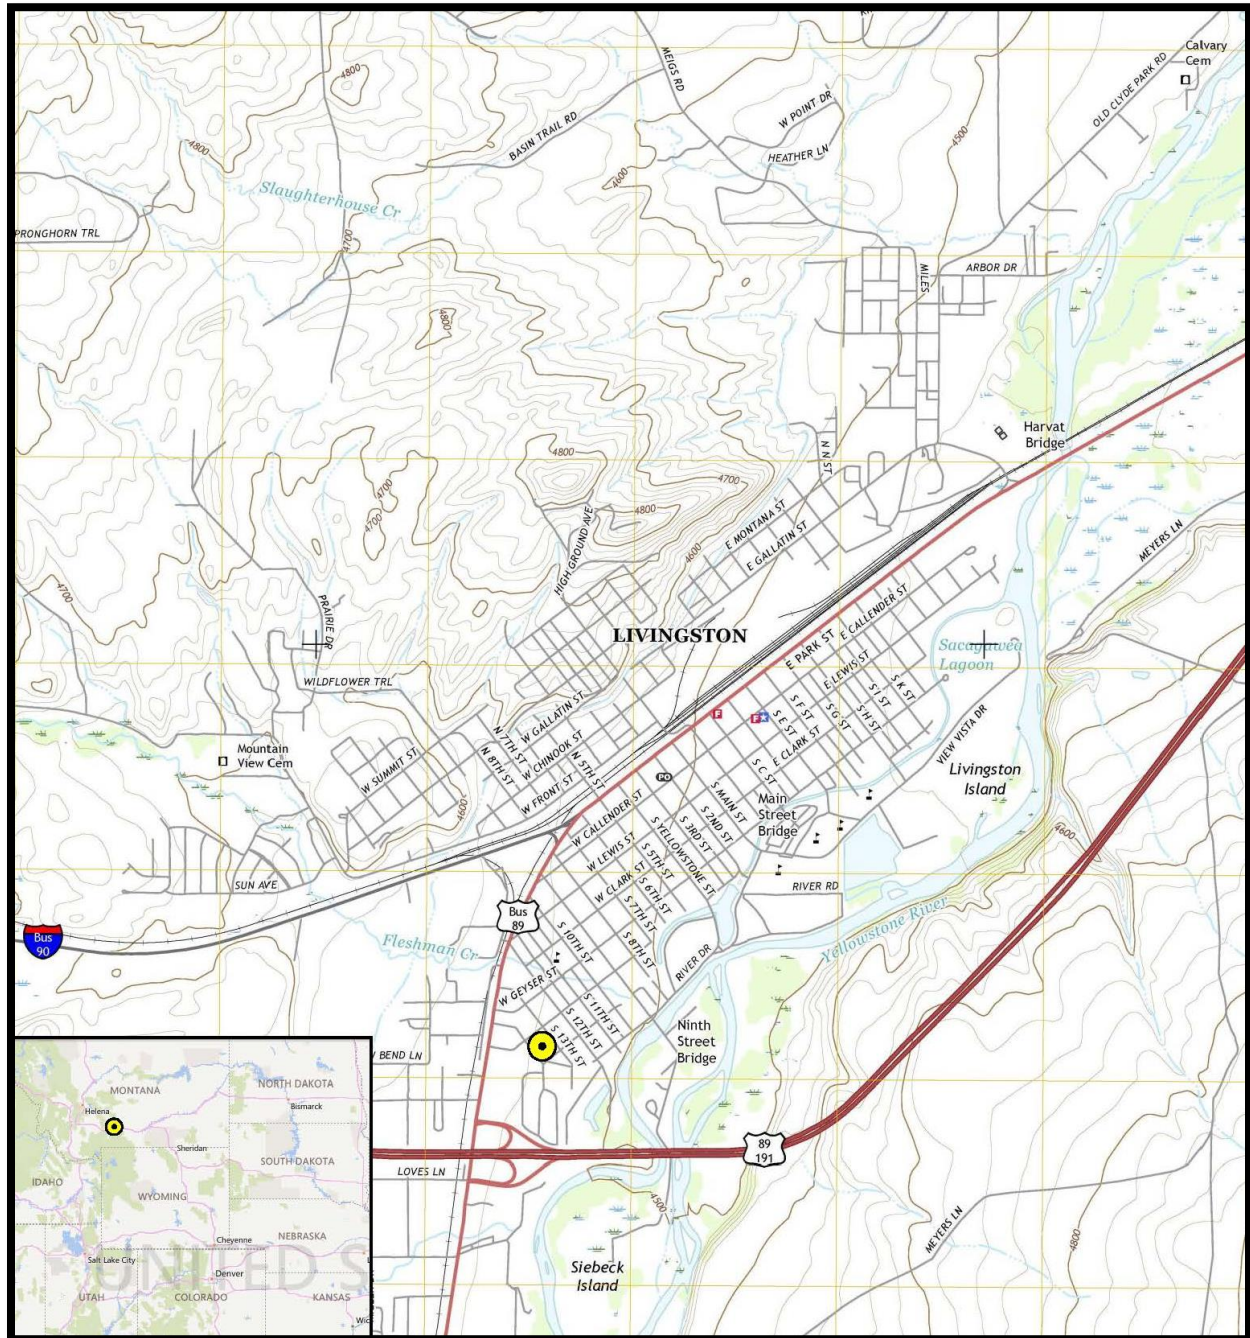 Calvary
Cem
MEIGS RD
OLD CLYDE PARK RD
4800
W POINT DR
BASIN TRAIL RD
4500
4800
HEATHER LN
4600
Slaughterhouse Cr
PRONGHORN TRL
4700
MILES
ARBOR DR
4800
Harvat
Bridge
N N ST
4800
4700
4700
4700
4800
E MONTANA ST
HIGH GROUND AVE
E GALLATIN ST
MEYERS LN
4600
4700
PRAIRIE DR
LIVINGSTON
E CALLENDER ST
E PARK ST
Sacagawea
Lagoon
E LEWIS ST
WILDFLOWER TRL
S K ST
S I ST
S H ST
S G ST
S F ST
S E ST
W GALLATIN ST
N 7TH ST
N 8TH ST
W CHINOOK ST
N 5TH ST
W FRONT ST
E CLARK ST
S C ST
VIEW VISTA DR
Mountain
View Cem
W SUMMIT ST
F
F
PO
Livingston
Island
4600
Main
Street
Bridge
S MAIN ST
S 2ND ST
S 3RD ST
S YELLOWSTONE ST
W CALLENDER ST
W LEWIS ST
W CLARK ST
S 5TH ST
S 6TH ST
S 7TH ST
S 8TH ST
4600
RIVER RD
SUN AVE
Bus
89
Bus
90
Fleshman Cr
S 10TH ST
Yellowstone River
RIVER DR
W GEYSER ST
S 11TH ST
S 12TH ST
S 13TH ST
Ninth
Street
Bridge
BEND LN
89
191
LOVES LN
4500
MEYERS LN
4800
Siebeck
Island
MONTANA
NORTH DAKOTA
Helena
Bismarck
Sheridan
SOUTH DAKOTA
IDAHO
WYOMING
NEBRASKA
Cheyenne
Salt Lake City
UNITED S
Denver
UTAH
COLORADO
KANSAS
Wic